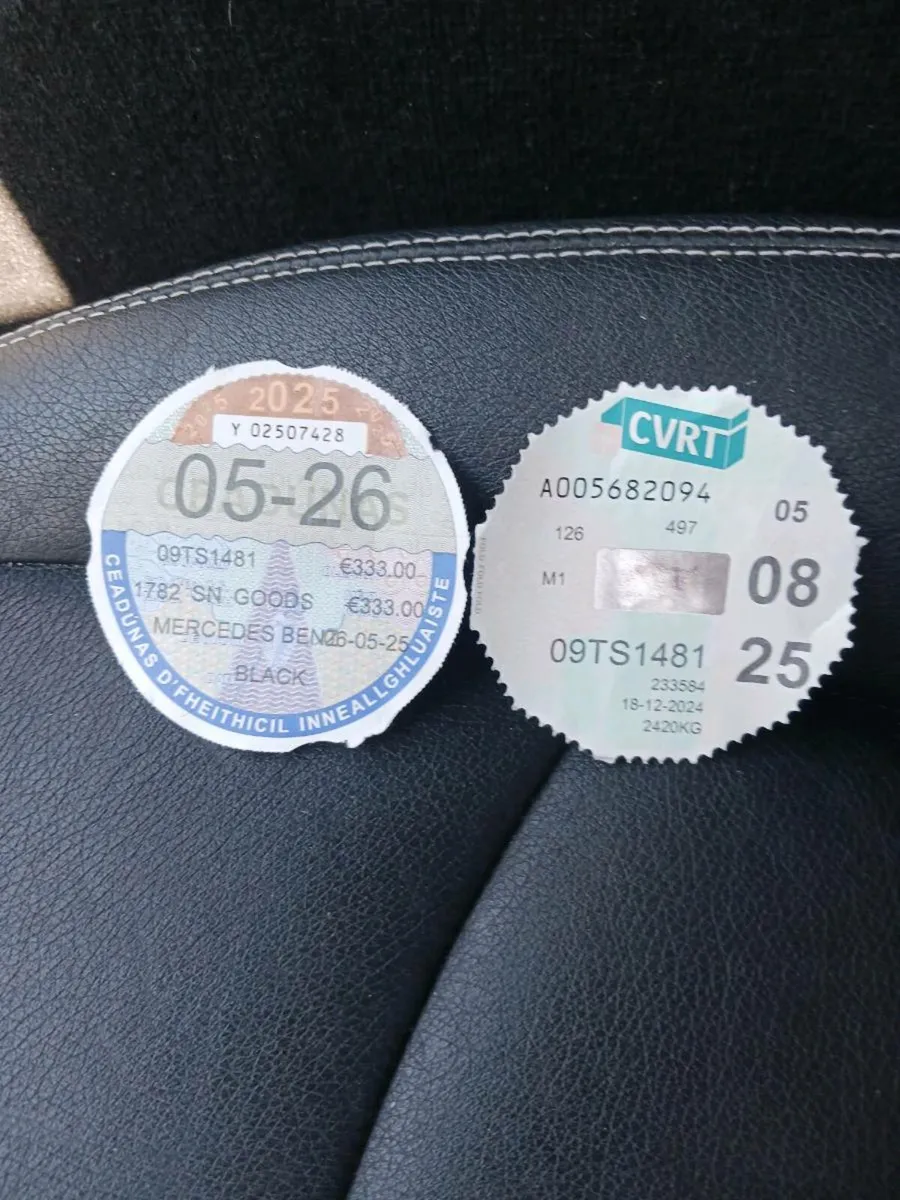 2025
Y 02507428
05-26
09TS1481 €333.00
1782 SN. GOODS €333.00
MERCEDES BENZ 26-05-25
BLACK
CEADÚNAS D'FHEITHICIL INNEALLGHLUAISTE
CVRT
A005682094
05
126 497
M1
08
09TS1481
25
233584
18-12-2024
2420KG